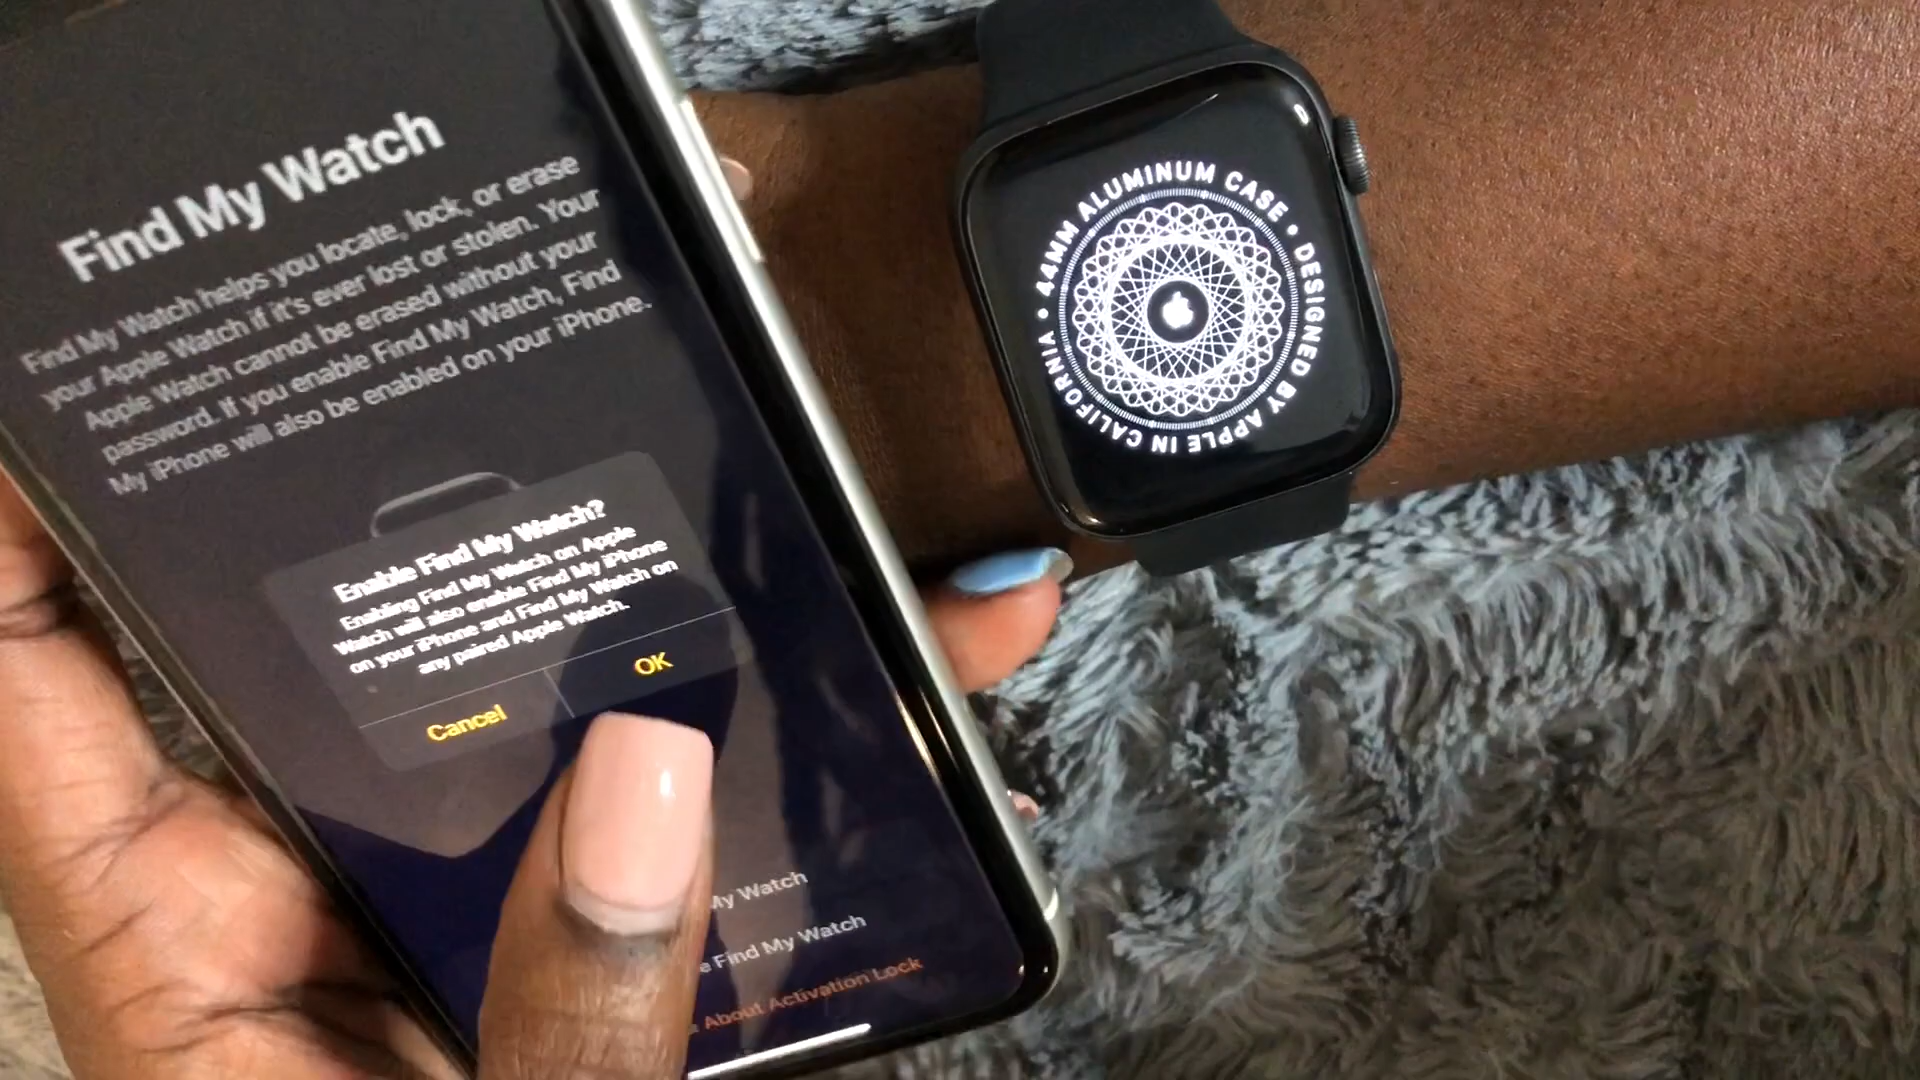 Find My Watch
Find My Watch helps you locate, lock, or erase
your Apple Watch if it's ever lost or stolen. Your
Apple Watch cannot be erased without your
password. If you enable Find My Watch, Find
My iPhone will also be enabled on your iPhone.
Enable Find My Watch?
Enabling Find My Watch on Apple
Watch will also enable Find My iPhone
on your iPhone and Find My Watch on
any paired Apple Watch.
Cancel
OK
My Watch
Find My Watch
About Activation Lock
44MM ALUMINUM CASE • DESIGNED BY APPLE IN CALIFORNIA •